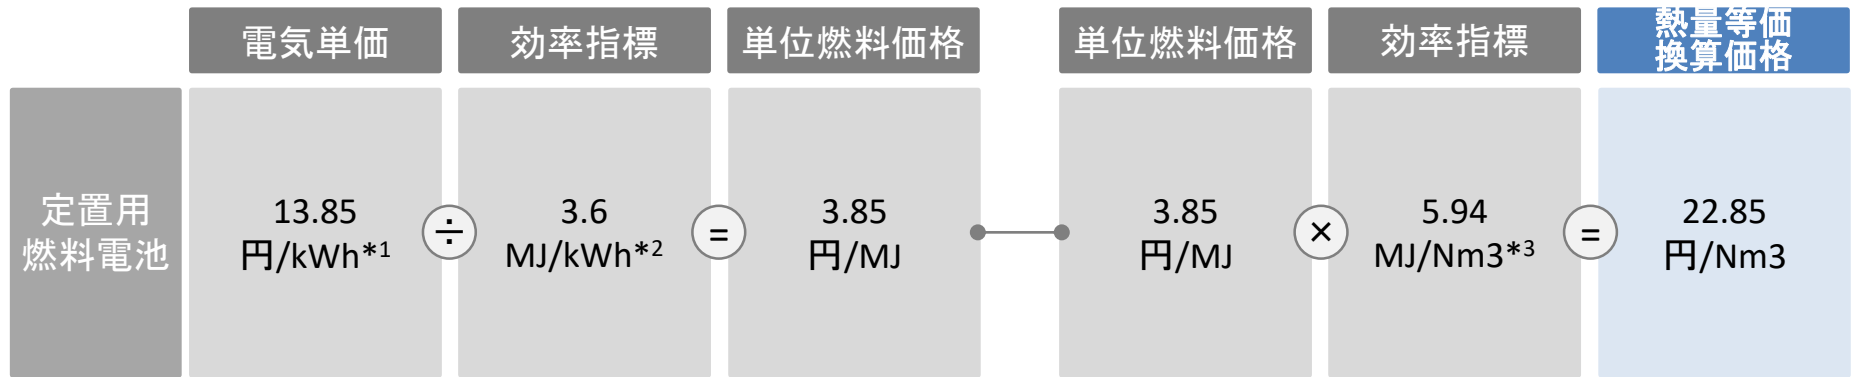 電気単価
効率指標
単位燃料価格
単位燃料価格
効率指標
熱量等価
換算価格
定置用
燃料電池
13.85
円/kWh*1
÷
3.6
MJ/kWh*2
=
3.85
円/MJ
3.85
円/MJ
×
5.94
MJ/Nm3*3
=
22.85
円/Nm3